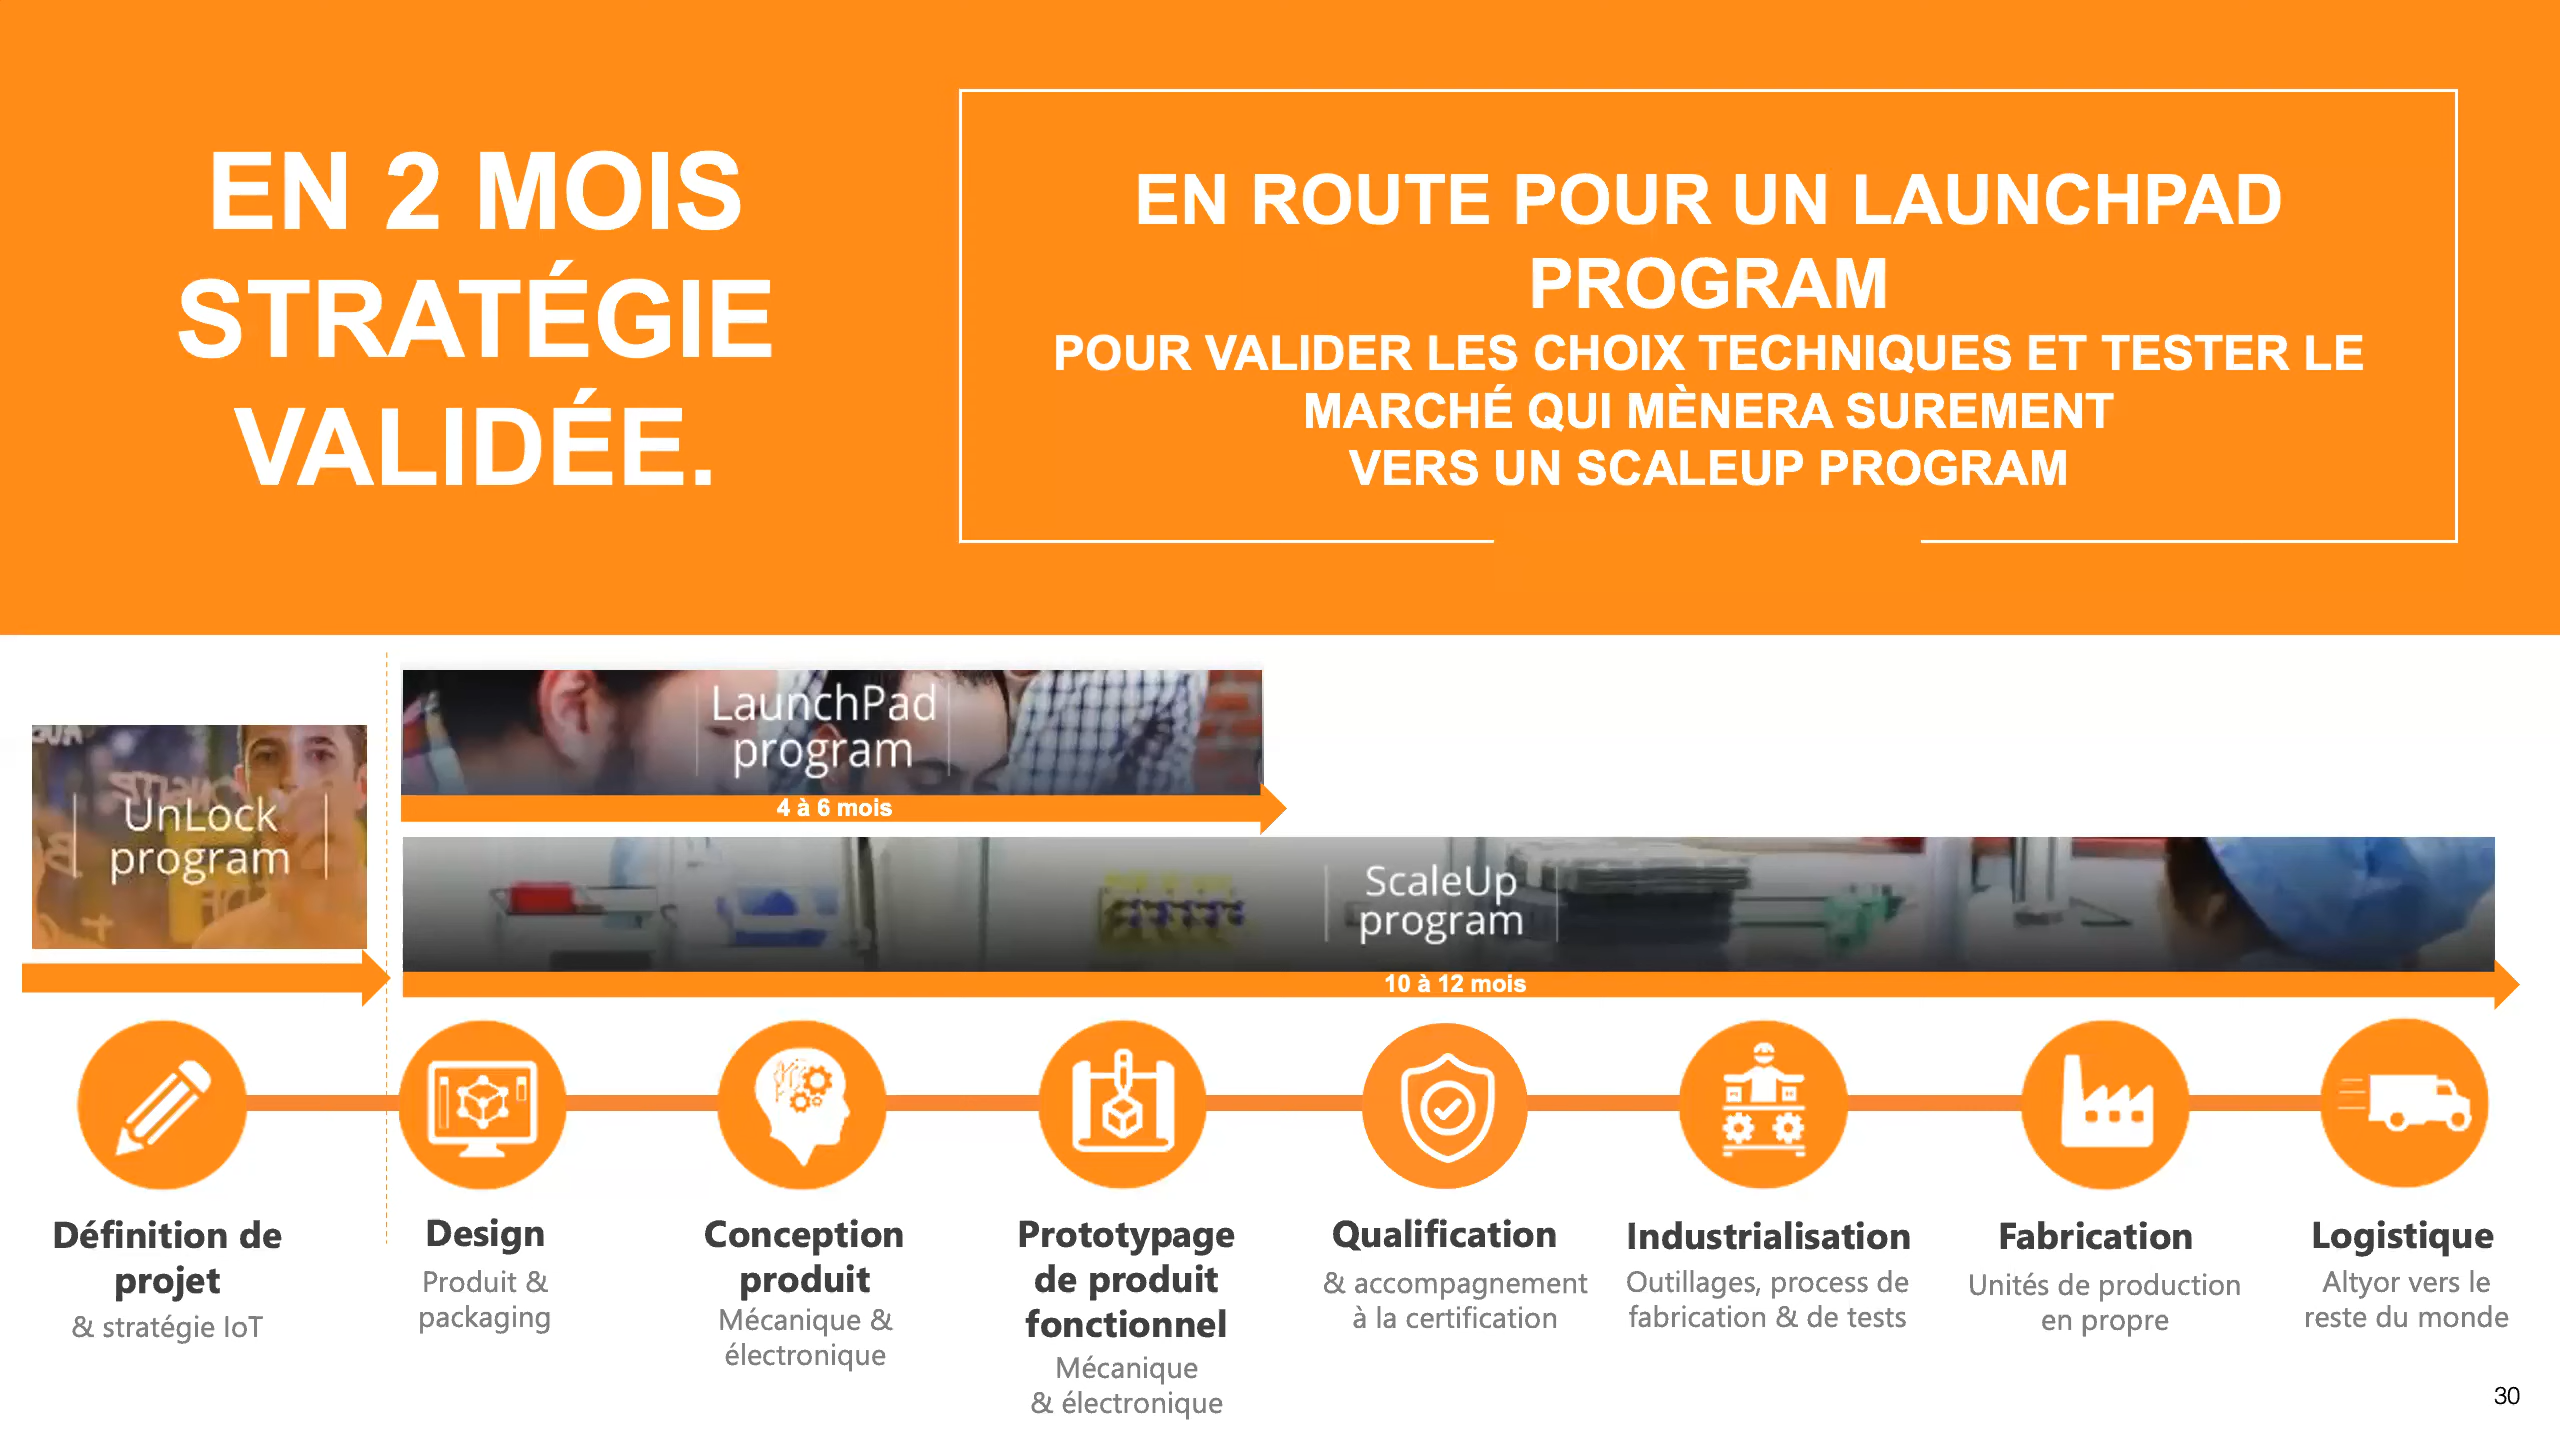 EN 2 MOIS
STRATÉGIE
VALIDÉE.
EN ROUTE POUR UN LAUNCHPAD
PROGRAM
POUR VALIDER LES CHOIX TECHNIQUES ET TESTER LE
MARCHÉ QUI MÈNERA SUREMENT
VERS UN SCALEUP PROGRAM
UnLock
program
LaunchPad
program
4 à 6 mois
ScaleUp
program
10 à 12 mois
Définition de
projet
& stratégie IoT
Design
Produit &
packaging
Conception
produit
Mécanique &
électronique
Prototypage
de produit
fonctionnel
Mécanique
& électronique
Qualification
& accompagnement
à la certification
Industrialisation
Outillages, process de
fabrication & de tests
Fabrication
Unités de production
en propre
Logistique
Altyor vers le
reste du monde
30